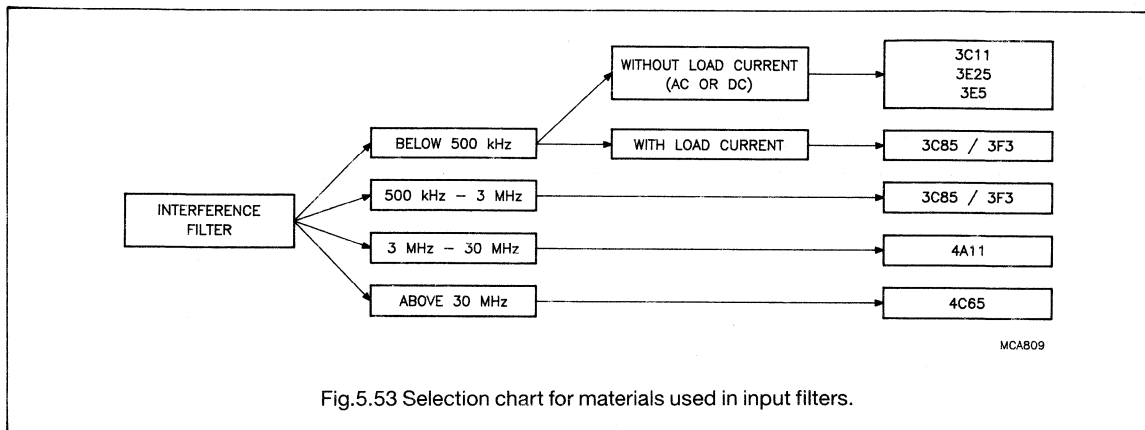 WITHOUT LOAD CURRENT
(AC OR DC)
3C11
3E25
3E5
BELOW 500 kHz
WITH LOAD CURRENT
3C85 / 3F3
INTERFERENCE
FILTER
500 kHz – 3 MHz
3C85 / 3F3
3 MHz – 30 MHz
4A11
ABOVE 30 MHz
4C65
MCA809
Fig.5.53 Selection chart for materials used in input filters.